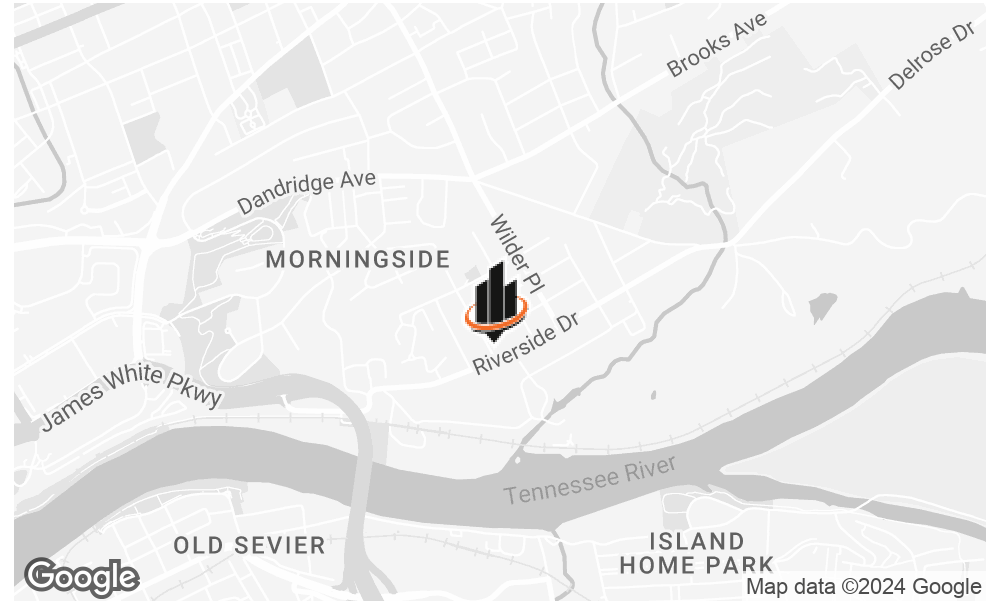 Brooks Ave
Delrose Dr
Dandridge Ave
Wilder Pl
MORNINGSIDE
Riverside Dr
James White Pkwy
Tennessee River
OLD SEVIER
ISLAND
HOME PARK
Google
Map data ©2024 Google